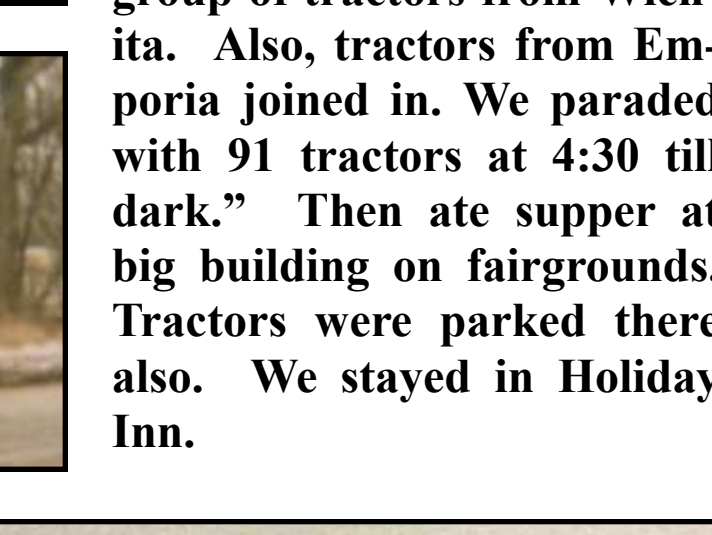 group of tractors from Wich-
ita. Also, tractors from Em-
poria joined in. We paraded
with 91 tractors at 4:30 till
dark.” Then ate supper at
big building on fairgrounds.
Tractors were parked there
also. We stayed in Holiday
Inn.